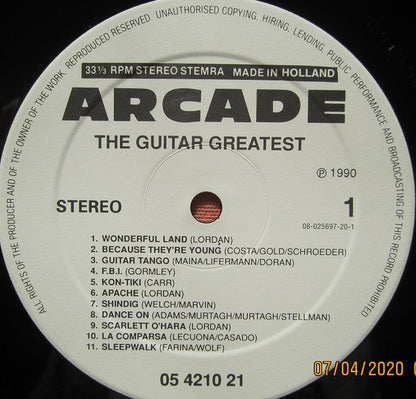 ALL RIGHTS OF THE PRODUCER AND OF THE OWNER OF THE WORK REPRODUCED RESERVED. UNAUTHORISED COPYING, HIRING, LENDING, PUBLIC PERFORMANCE AND BROADCASTING OF THIS RECORD PROHIBITED
33 1/3 RPM STEREO STEMRA MADE IN HOLLAND
ARCADE
THE GUITAR GREATEST
℗ 1990
STEREO 1
08-025697-20-1
1. WONDERFUL LAND (LORDAN)
2. BECAUSE THEY'RE YOUNG (COSTA/GOLD/SCHROEDER)
3. GUITAR TANGO (MAINA/LIFERMANN/DORAN)
4. F.B.I. (GORMLEY)
5. KON-TIKI (CARR)
6. APACHE (LORDAN)
7. SHINDIG (WELCH/MARVIN)
8. DANCE ON (ADAMS/MURTAGH/MURTAGH/STELLMAN)
9. SCARLETT O'HARA (LORDAN)
10. LA COMPARSA (LECUONA/CASADO)
11. SLEEPWALK (FARINA/WOLF)
05 4210 21
07/04/2020